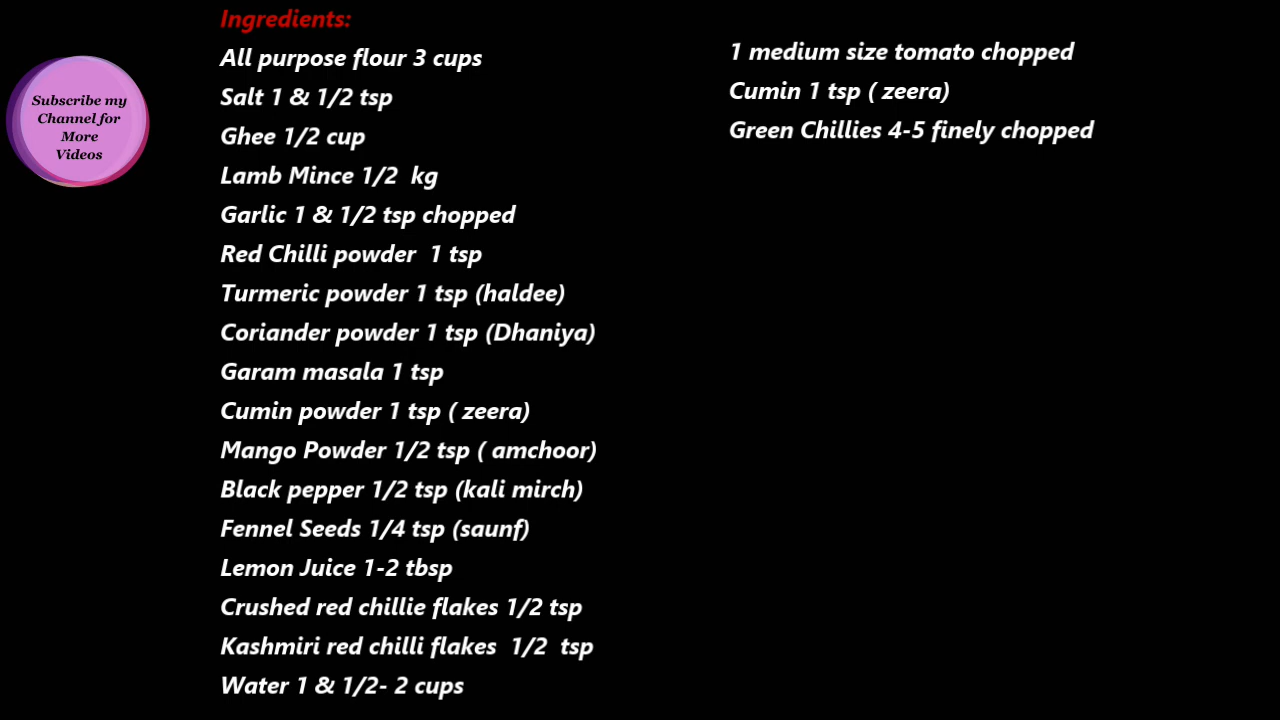 Subscribe my
Channel for
More
Videos
Ingredients:
All purpose flour 3 cups
Salt 1 & 1/2 tsp
Ghee 1/2 cup
Lamb Mince 1/2  kg
Garlic 1 & 1/2 tsp chopped
Red Chilli powder  1 tsp
Turmeric powder 1 tsp (haldee)
Coriander powder 1 tsp (Dhaniya)
Garam masala 1 tsp
Cumin powder 1 tsp ( zeera)
Mango Powder 1/2 tsp ( amchoor)
Black pepper 1/2 tsp (kali mirch)
Fennel Seeds 1/4 tsp (saunf)
Lemon Juice 1-2 tbsp
Crushed red chillie flakes 1/2 tsp
Kashmiri red chilli flakes  1/2  tsp
Water 1 & 1/2- 2 cups
1 medium size tomato chopped
Cumin 1 tsp ( zeera)
Green Chillies 4-5 finely chopped